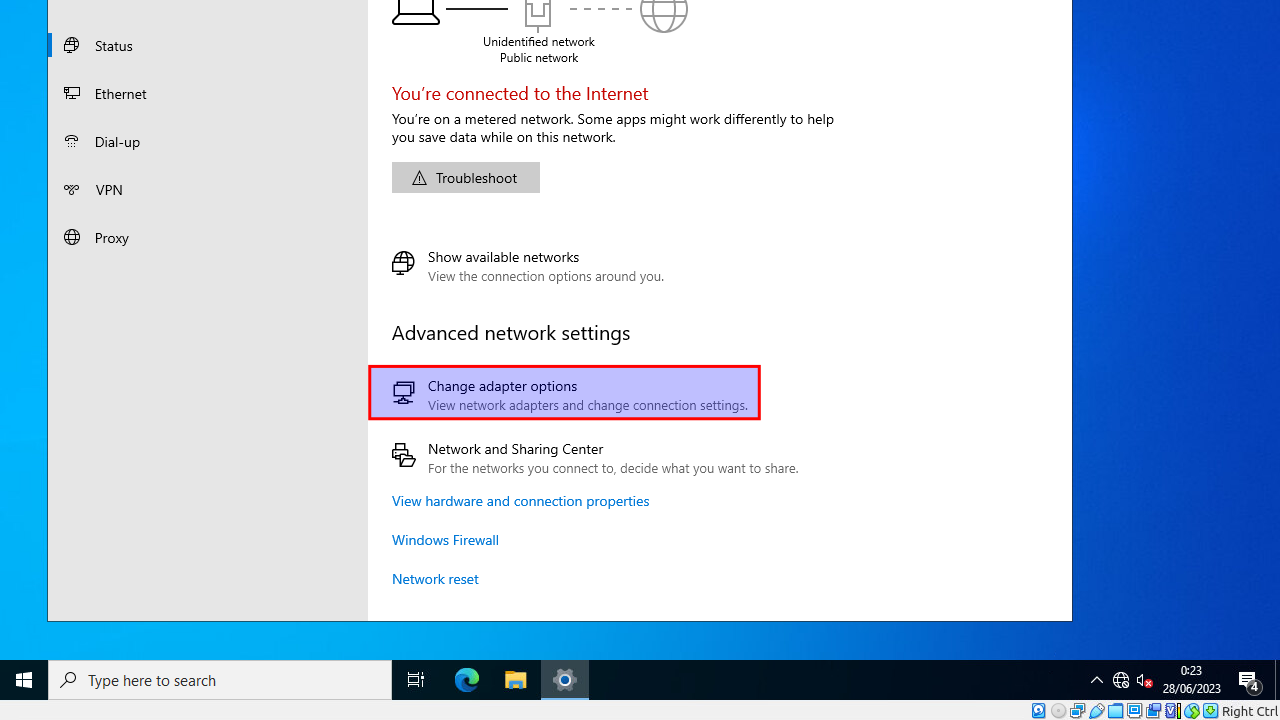 Status
Ethernet
Dial-up
VPN
Proxy
Unidentified network
Public network
You’re connected to the Internet
You’re on a metered network. Some apps might work differently to help
you save data while on this network.
Troubleshoot
Show available networks
View the connection options around you.
Advanced network settings
Change adapter options
View network adapters and change connection settings.
Network and Sharing Center
For the networks you connect to, decide what you want to share.
View hardware and connection properties
Windows Firewall
Network reset
Type here to search
0:23
28/06/2023
4
Right Ctrl